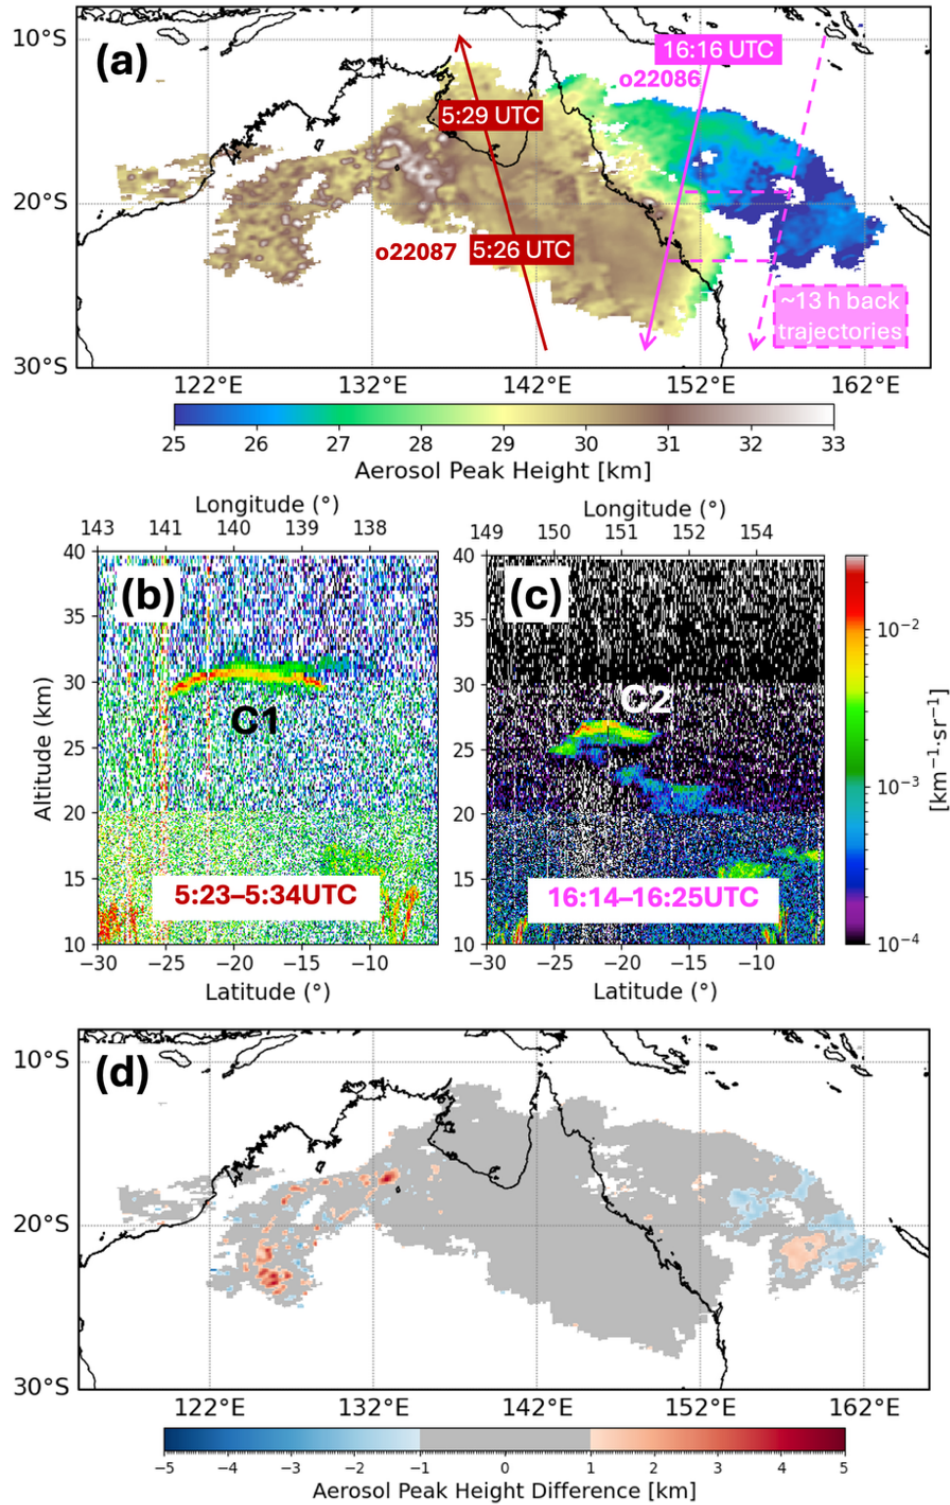 10°S
(a)
16:16 UTC
o22086
5:29 UTC
20°S
o22087
5:26 UTC
~13 h back
trajectories
30°S
122°E 132°E 142°E 152°E 162°E
25 26 27 28 29 30 31 32 33
Aerosol Peak Height [km]
Longitude (°)
143 141 140 139 138
40
35
30
25
20
15
10
Altitude (km)
(b)
C1
5:23–5:34UTC
−30 −25 −20 −15 −10
Latitude (°)
Longitude (°)
149 150 151 152 154
40
35
30
25
20
15
10
(c)
C2
16:14–16:25UTC
−30 −25 −20 −15 −10
Latitude (°)
10⁻²
10⁻³
10⁻⁴
[km⁻¹·sr⁻¹]
10°S
(d)
20°S
30°S
122°E 132°E 142°E 152°E 162°E
−5 −4 −3 −2 −1 0 1 2 3 4 5
Aerosol Peak Height Difference [km]